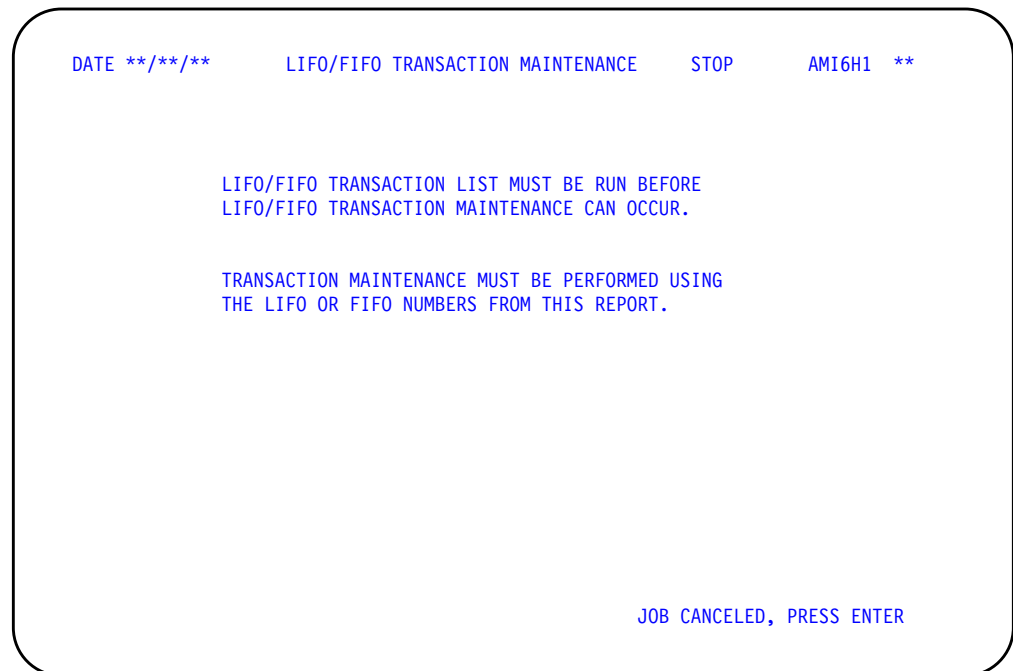 DATE **/**/** LIFO/FIFO TRANSACTION MAINTENANCE STOP AMI6H1 **
LIFO/FIFO TRANSACTION LIST MUST BE RUN BEFORE
LIFO/FIFO TRANSACTION MAINTENANCE CAN OCCUR.
TRANSACTION MAINTENANCE MUST BE PERFORMED USING
THE LIFO OR FIFO NUMBERS FROM THIS REPORT.
JOB CANCELED, PRESS ENTER